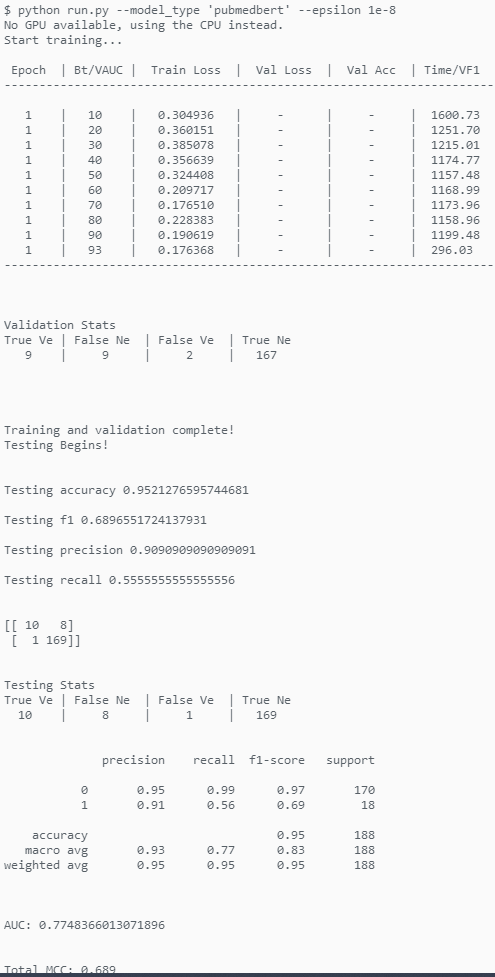 $ python run.py --model_type 'pubmedbert' --epsilon 1e-8
No GPU available, using the CPU instead.
Start training...
Epoch | Bt/VAUC | Train Loss | Val Loss | Val Acc | Time/VF1
----------------------------------------------------------------------
1 | 10 | 0.304936 | - | - | 1600.73
1 | 20 | 0.360151 | - | - | 1251.70
1 | 30 | 0.385078 | - | - | 1215.01
1 | 40 | 0.356639 | - | - | 1174.77
1 | 50 | 0.324408 | - | - | 1157.48
1 | 60 | 0.209717 | - | - | 1168.99
1 | 70 | 0.176510 | - | - | 1173.96
1 | 80 | 0.228383 | - | - | 1158.96
1 | 90 | 0.190619 | - | - | 1199.48
1 | 93 | 0.176368 | - | - | 296.03
----------------------------------------------------------------------
Validation Stats
True Ve | False Ne | False Ve | True Ne
9 | 9 | 2 | 167
Training and validation complete!
Testing Begins!
Testing accuracy 0.9521276595744681
Testing f1 0.6896551724137931
Testing precision 0.9090909090909091
Testing recall 0.5555555555555556
[[ 10 8]
[ 1 169]]
Testing Stats
True Ve | False Ne | False Ve | True Ne
10 | 8 | 1 | 169
precision recall f1-score support
0 0.95 0.99 0.97 170
1 0.91 0.56 0.69 18
accuracy 0.95 188
macro avg 0.93 0.77 0.83 188
weighted avg 0.95 0.95 0.95 188
AUC: 0.7748366013071896
Total MCC: 0.689